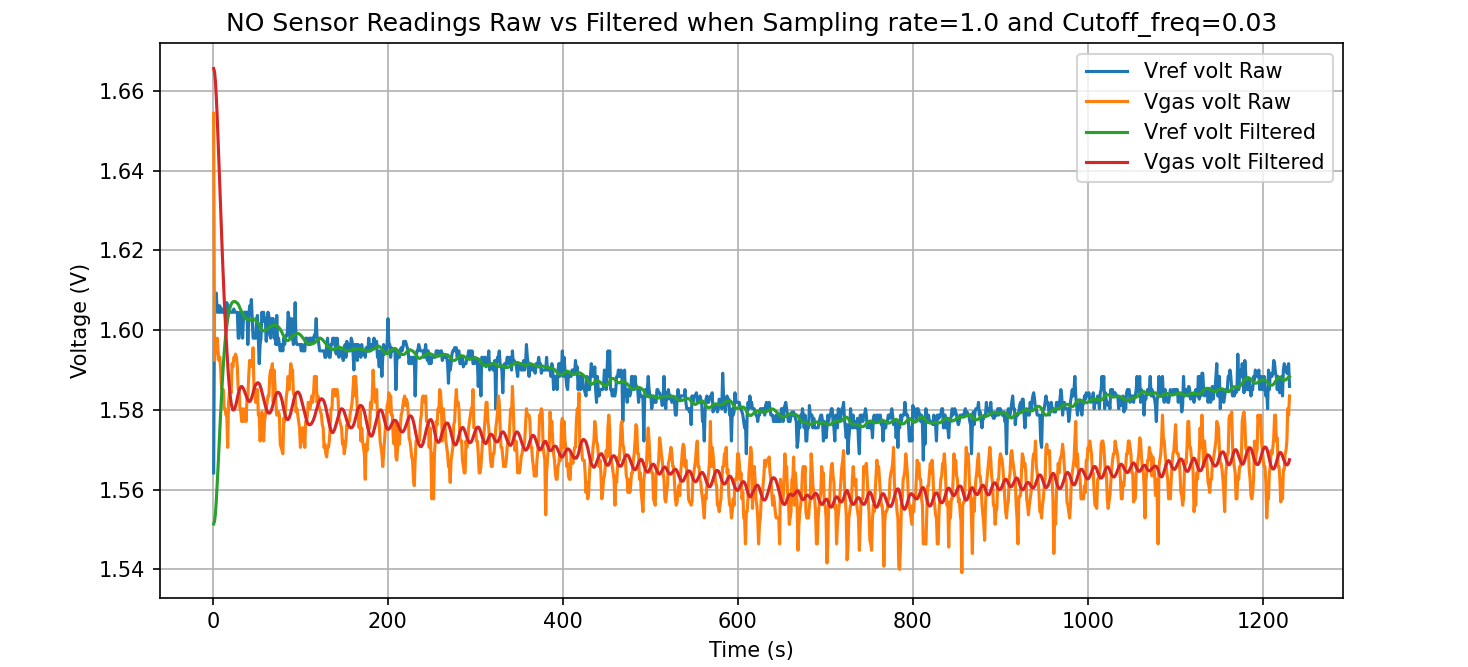 NO Sensor Readings Raw vs Filtered when Sampling rate=1.0 and Cutoff_freq=0.03
Vref volt Raw
Vgas volt Raw
Vref volt Filtered
Vgas volt Filtered
1.66
1.64
1.62
1.60
1.58
1.56
1.54
Voltage (V)
0 200 400 600 800 1000 1200
Time (s)